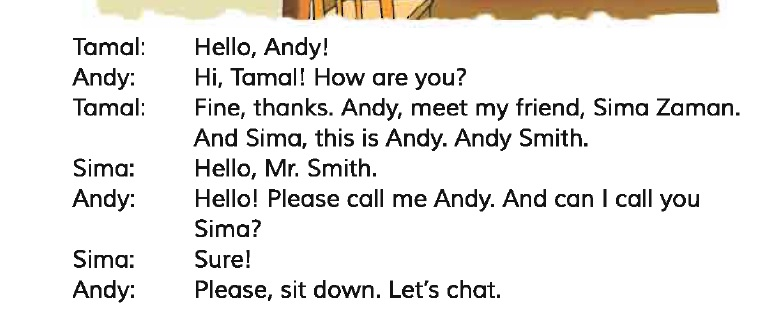 Tamal: Hello, Andy!
Andy: Hi, Tamal! How are you?
Tamal: Fine, thanks. Andy, meet my friend, Sima Zaman.
And Sima, this is Andy. Andy Smith.
Sima: Hello, Mr. Smith.
Andy: Hello! Please call me Andy. And can I call you
Sima?
Sima: Sure!
Andy: Please, sit down. Let's chat.